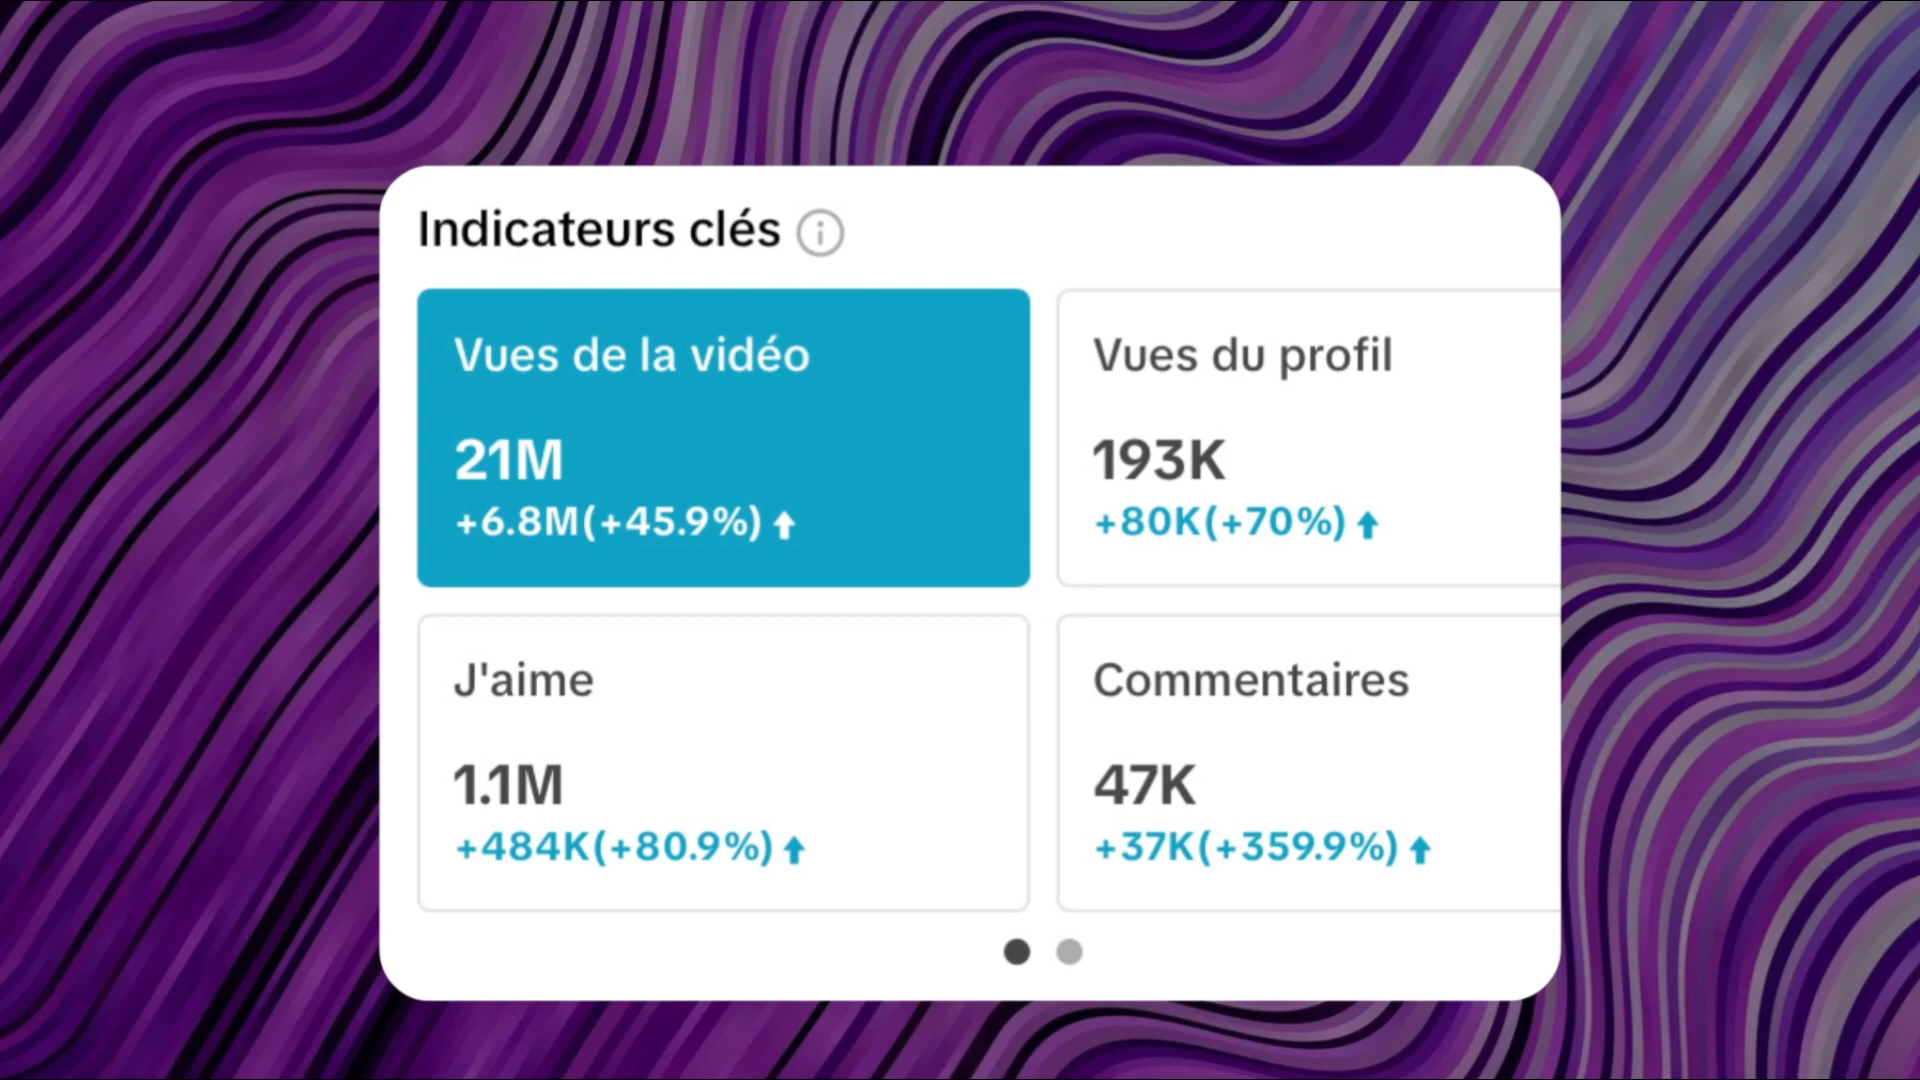 Indicateurs clés
Vues de la vidéo
21M
+6.8M(+45.9%)
Vues du profil
193K
+80K(+70%)
J'aime
1.1M
+484K(+80.9%)
Commentaires
47K
+37K(+359.9%)